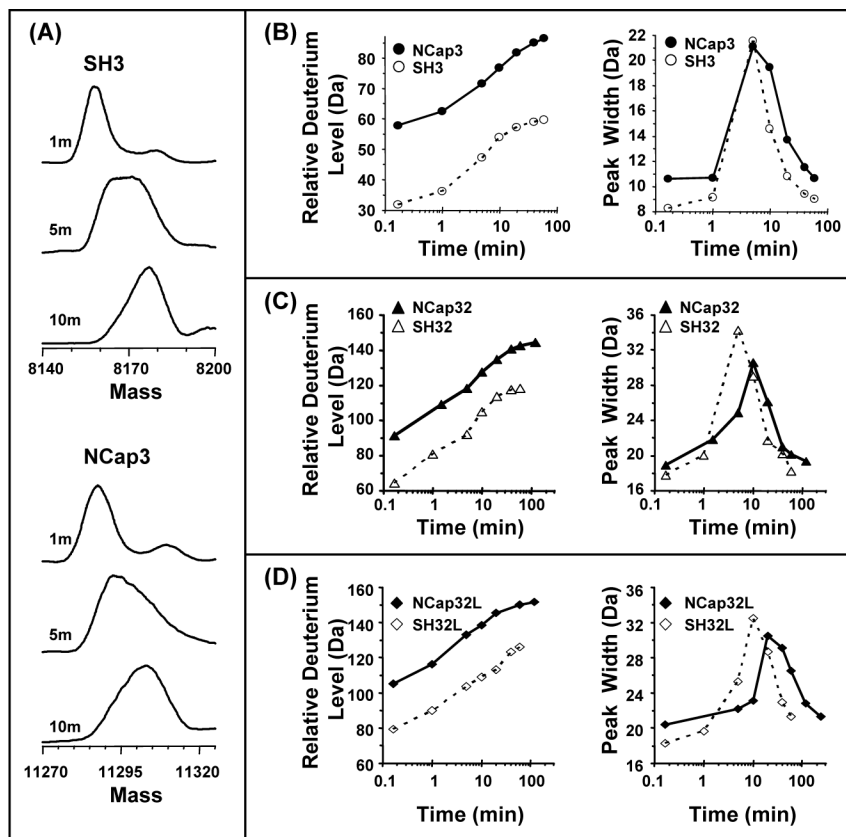 (A)
SH3
1m
5m
10m
8140 8170 8200
Mass
NCap3
1m
5m
10m
11270 11295 11320
Mass
(B)
NCap3
SH3
Relative Deuterium
Level (Da)
90
80
70
60
50
40
30
0.1 1 10 100
Time (min)
NCap3
SH3
Peak Width (Da)
22
20
18
16
14
12
10
8
0.1 1 10 100
Time (min)
(C)
NCap32
SH32
Relative Deuterium
Level (Da)
160
140
120
100
80
60
0.1 1 10 100
Time (min)
NCap32
SH32
Peak Width (Da)
36
32
28
24
20
16
0.1 1 10 100
Time (min)
(D)
NCap32L
SH32L
Relative Deuterium
Level (Da)
160
140
120
100
80
60
0.1 1 10 100
Time (min)
NCap32L
SH32L
Peak Width (Da)
36
32
28
24
20
16
0.1 1 10 100
Time (min)